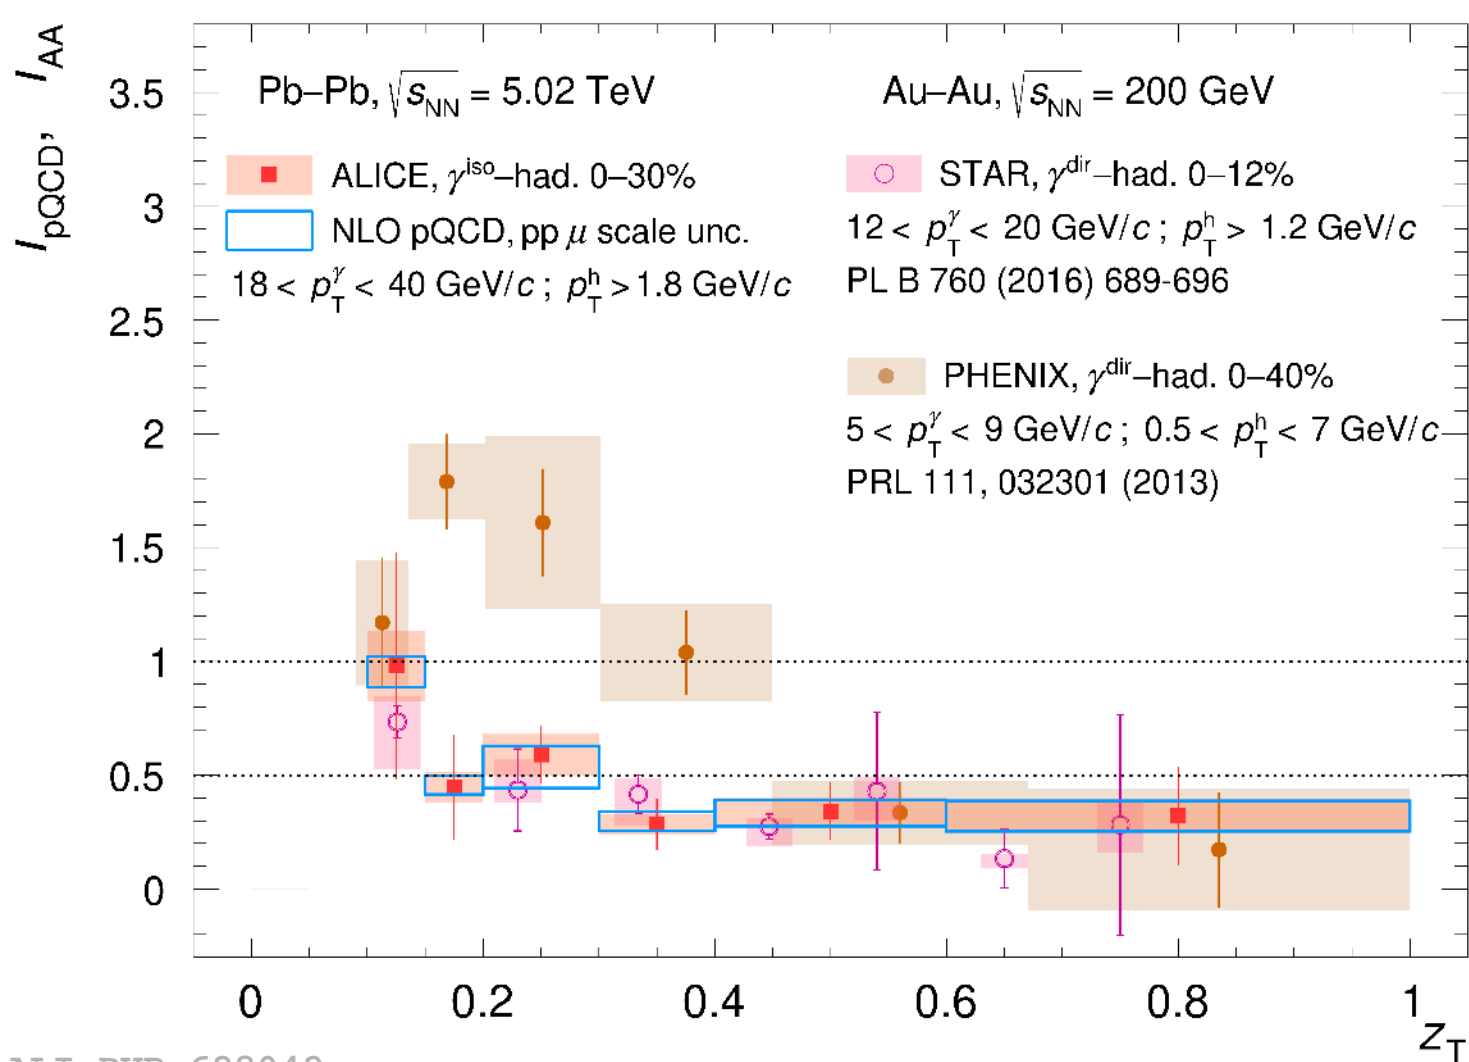 I_pQCD, I_AA
Pb–Pb, √s_NN = 5.02 TeV
ALICE, γ^iso–had. 0–30%
NLO pQCD, pp μ scale unc.
18 < p_T^γ < 40 GeV/c ; p_T^h > 1.8 GeV/c
Au–Au, √s_NN = 200 GeV
STAR, γ^dir–had. 0–12%
12 < p_T^γ < 20 GeV/c ; p_T^h > 1.2 GeV/c
PL B 760 (2016) 689-696
PHENIX, γ^dir–had. 0–40%
5 < p_T^γ < 9 GeV/c ; 0.5 < p_T^h < 7 GeV/c
PRL 111, 032301 (2013)
3.5
3
2.5
2
1.5
1
0.5
0
0 0.2 0.4 0.6 0.8 1
z_T